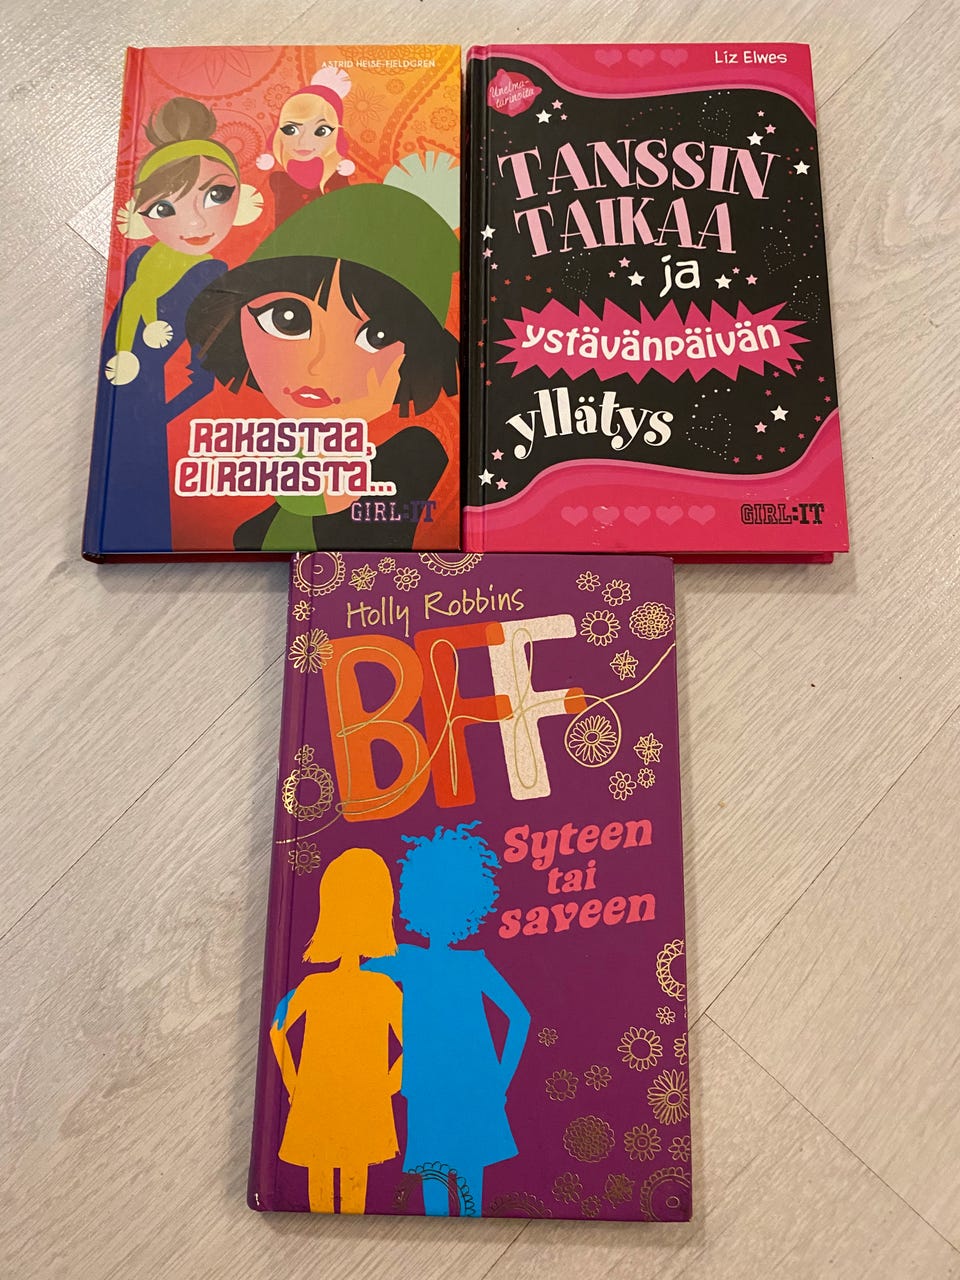 ASTRID HEISE-FJELDGREN
RAKASTAA,
EI RAKASTA...
GIRL:IT
Liz Elwes
Unelma-
tarinoita
TANSSIN
TAIKAA
ja
ystävänpäivän
yllätys
GIRL:IT
Holly Robbins
BFF
Syteen
tai
saveen